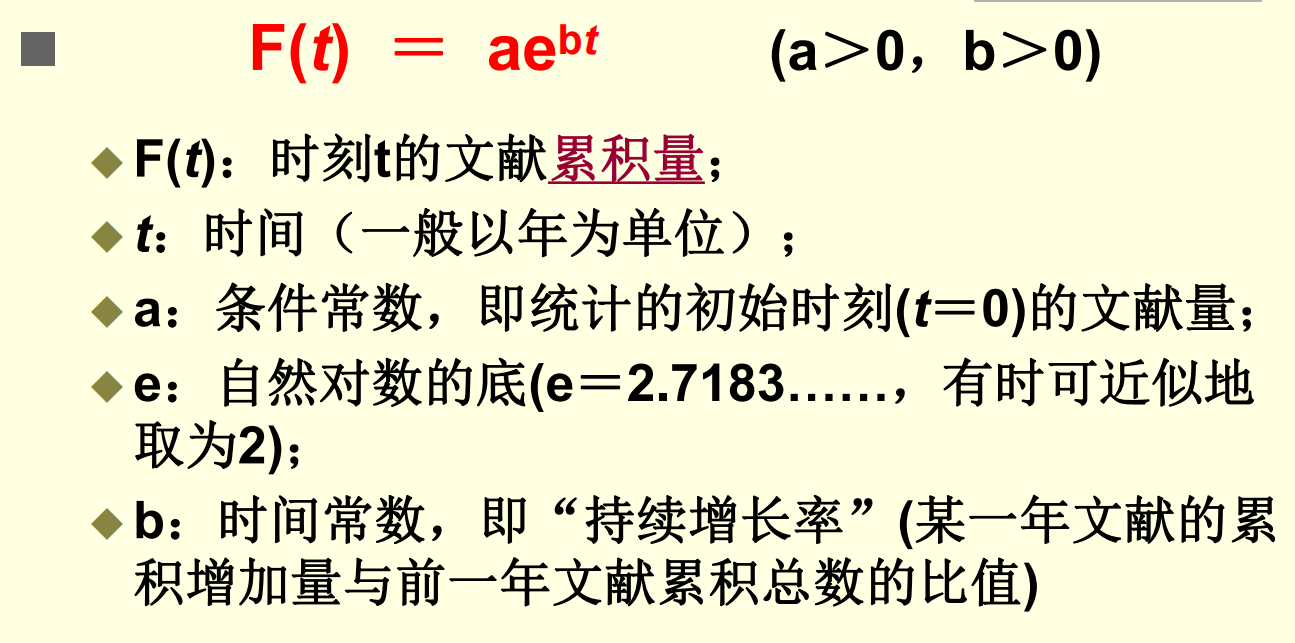 F(t) ＝ aeᵇᵗ (a＞0，b＞0)
F(t)：时刻t的文献累积量；
t：时间（一般以年为单位）；
a：条件常数，即统计的初始时刻(t＝0)的文献量；
e：自然对数的底(e＝2.7183……，有时可近似地
取为2)；
b：时间常数，即“持续增长率”(某一年文献的累
积增加量与前一年文献累积总数的比值)